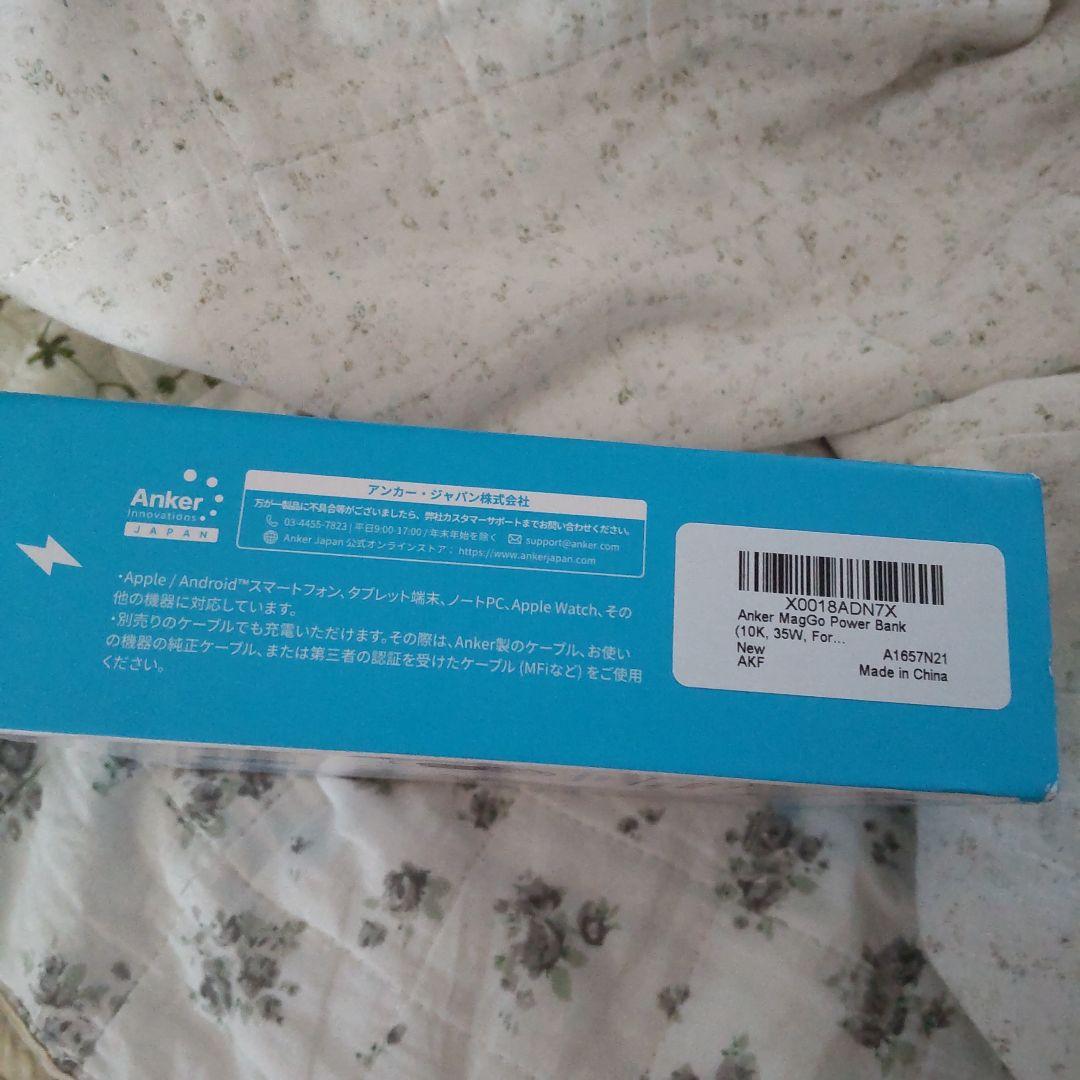 Anker
Innovations
JAPAN
アンカー・ジャパン株式会社
万が一製品に不具合等がございましたら、弊社カスタマーサポートまでお問い合わせください。
03-4455-7823 | 平日9:00-17:00 / 年末年始を除く support@anker.com
Anker Japan 公式オンラインストア： https://www.ankerjapan.com
・Apple / Android™スマートフォン、タブレット端末、ノートPC、Apple Watch、その
他の機器に対応しています。
・別売りのケーブルでも充電いただけます。その際は、Anker製のケーブル、お使い
の機器の純正ケーブル、または第三者の認証を受けたケーブル (MFiなど) をご使用
ください。
X0018ADN7X
Anker MagGo Power Bank
(10K, 35W, For...
New
A1657N21
AKF
Made in China